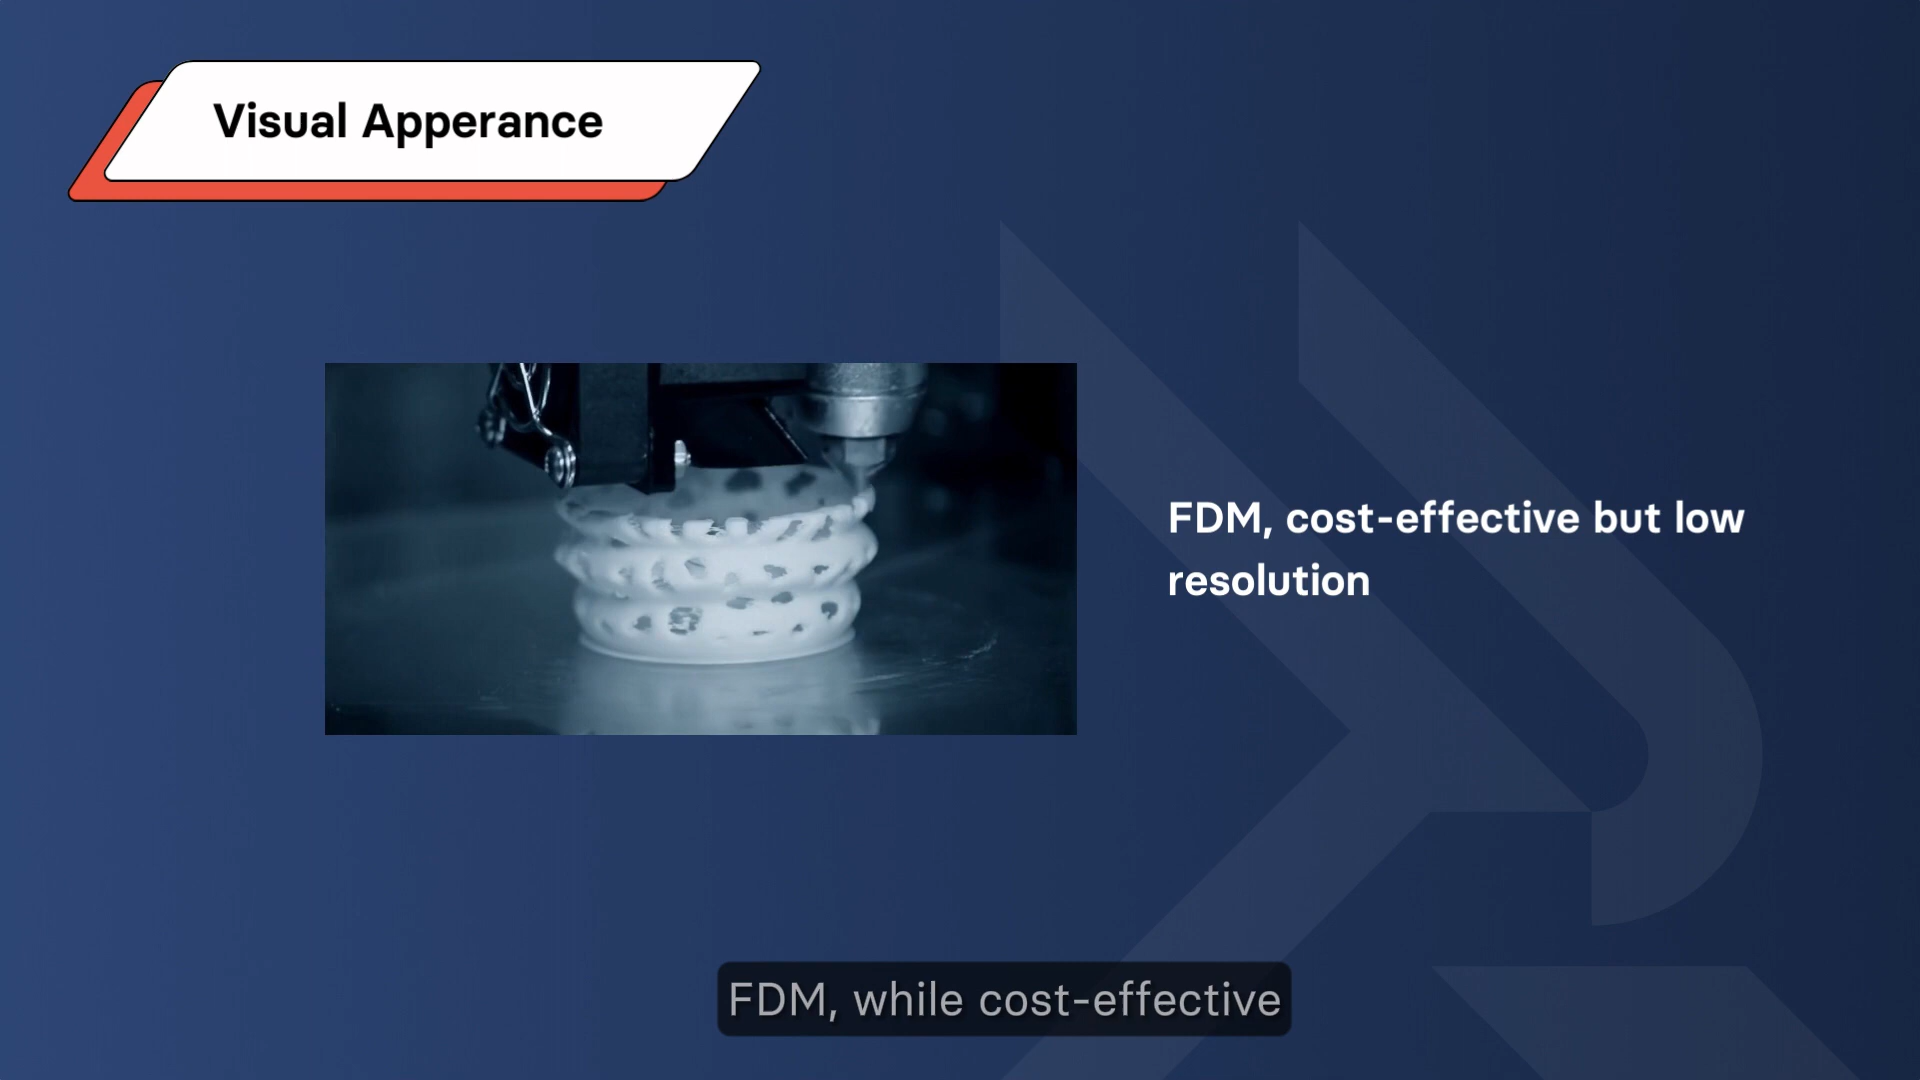 Visual Apperance
FDM, cost-effective but low
resolution
FDM, while cost-effective